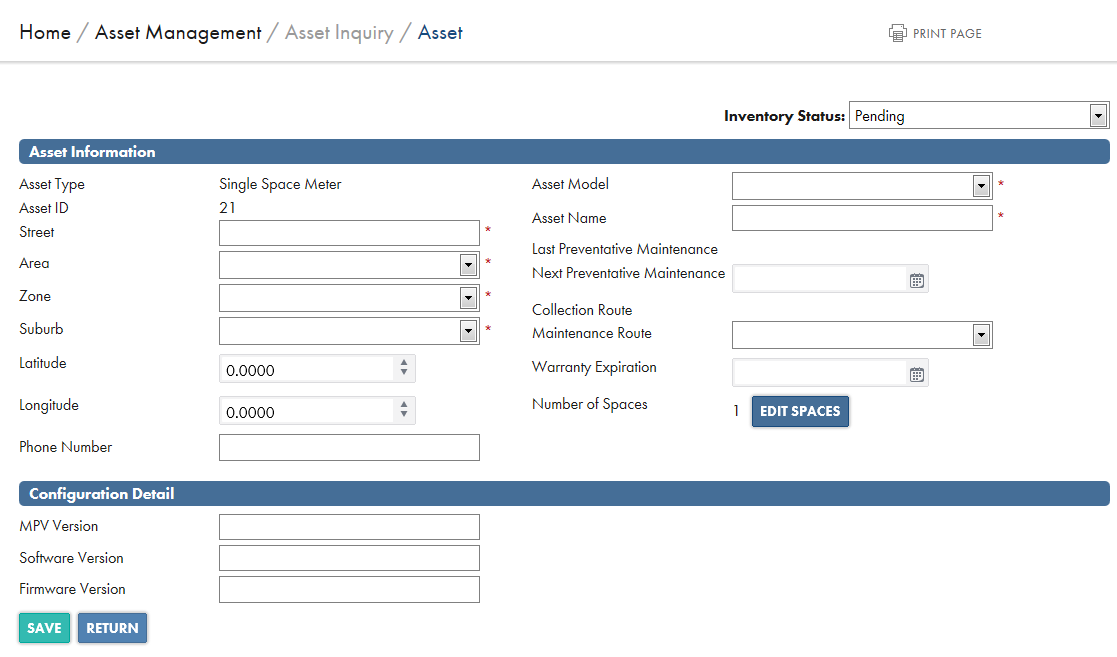 Home / Asset Management / Asset Inquiry / Asset
PRINT PAGE
Inventory Status: Pending
Asset Information
Asset Type Single Space Meter
Asset ID 21
Street *
Area *
Zone *
Suburb *
Latitude 0.0000
Longitude 0.0000
Phone Number
Asset Model *
Asset Name *
Last Preventative Maintenance
Next Preventative Maintenance
Collection Route
Maintenance Route
Warranty Expiration
Number of Spaces 1 EDIT SPACES
Configuration Detail
MPV Version
Software Version
Firmware Version
SAVE RETURN